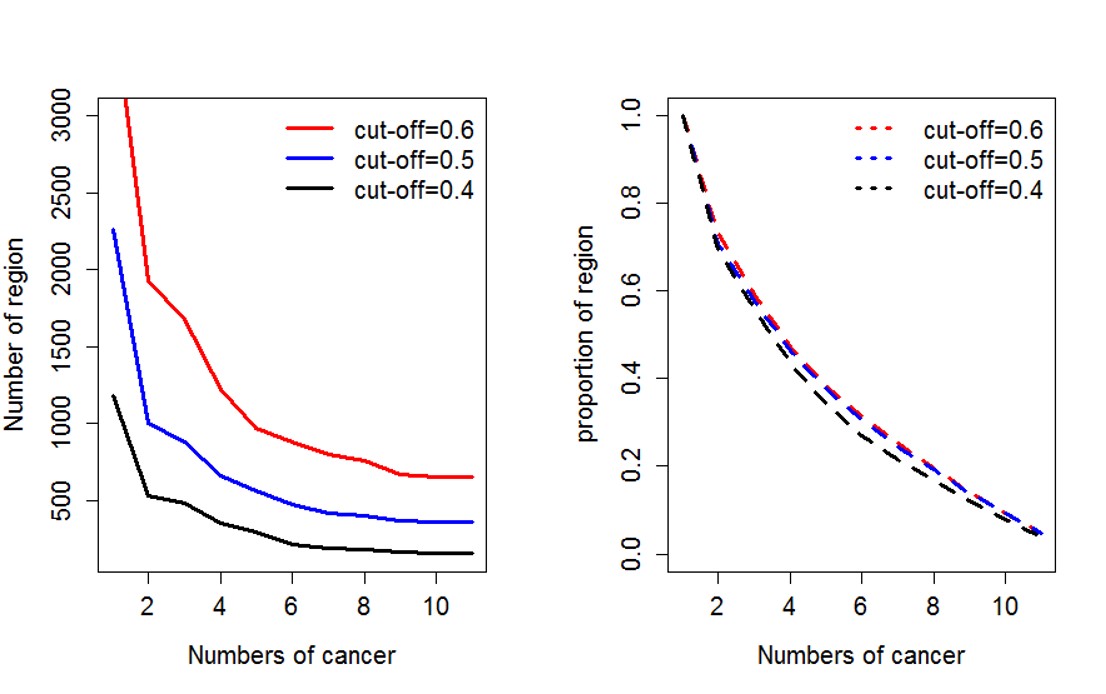 Number of region
3000
2500
2000
1500
1000
500
cut-off=0.6
cut-off=0.5
cut-off=0.4
2 4 6 8 10
Numbers of cancer
proportion of region
1.0
0.8
0.6
0.4
0.2
0.0
cut-off=0.6
cut-off=0.5
cut-off=0.4
2 4 6 8 10
Numbers of cancer